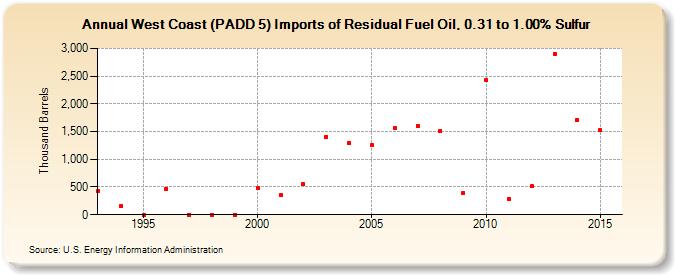 Annual West Coast (PADD 5) Imports of Residual Fuel Oil, 0.31 to 1.00% Sulfur
Thousand Barrels
3,000
2,500
2,000
1,500
1,000
500
0
1995 2000 2005 2010 2015
Source: U.S. Energy Information Administration